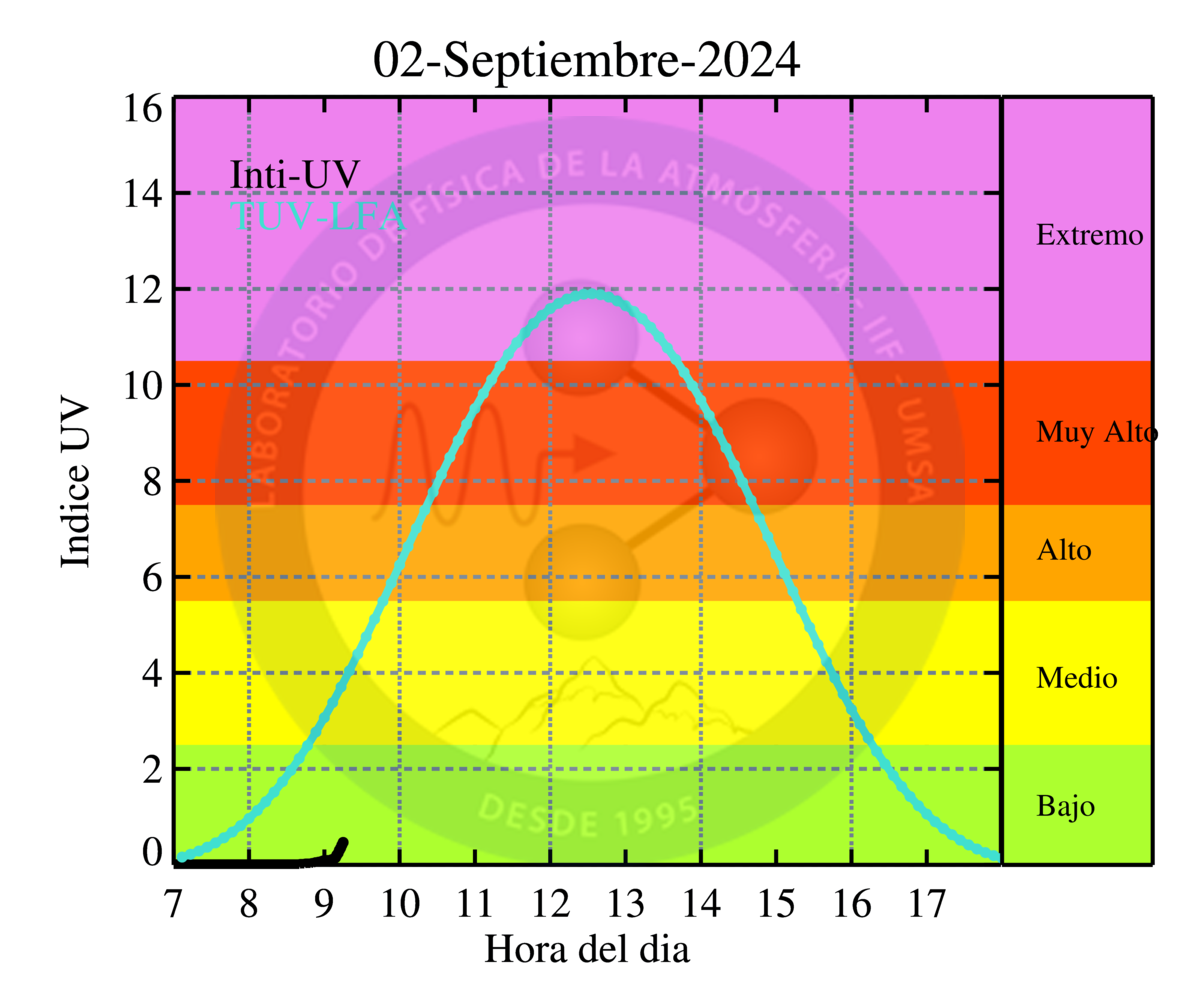 02-Septiembre-2024
Inti-UV
TUV-LFA
LABORATORIO DE FÍSICA DE LA ATMÓSFERA - IIF - UMSA
DESDE 1995
Indice UV
16
14
12
10
8
6
4
2
0
Extremo
Muy Alto
Alto
Medio
Bajo
7 8 9 10 11 12 13 14 15 16 17
Hora del dia